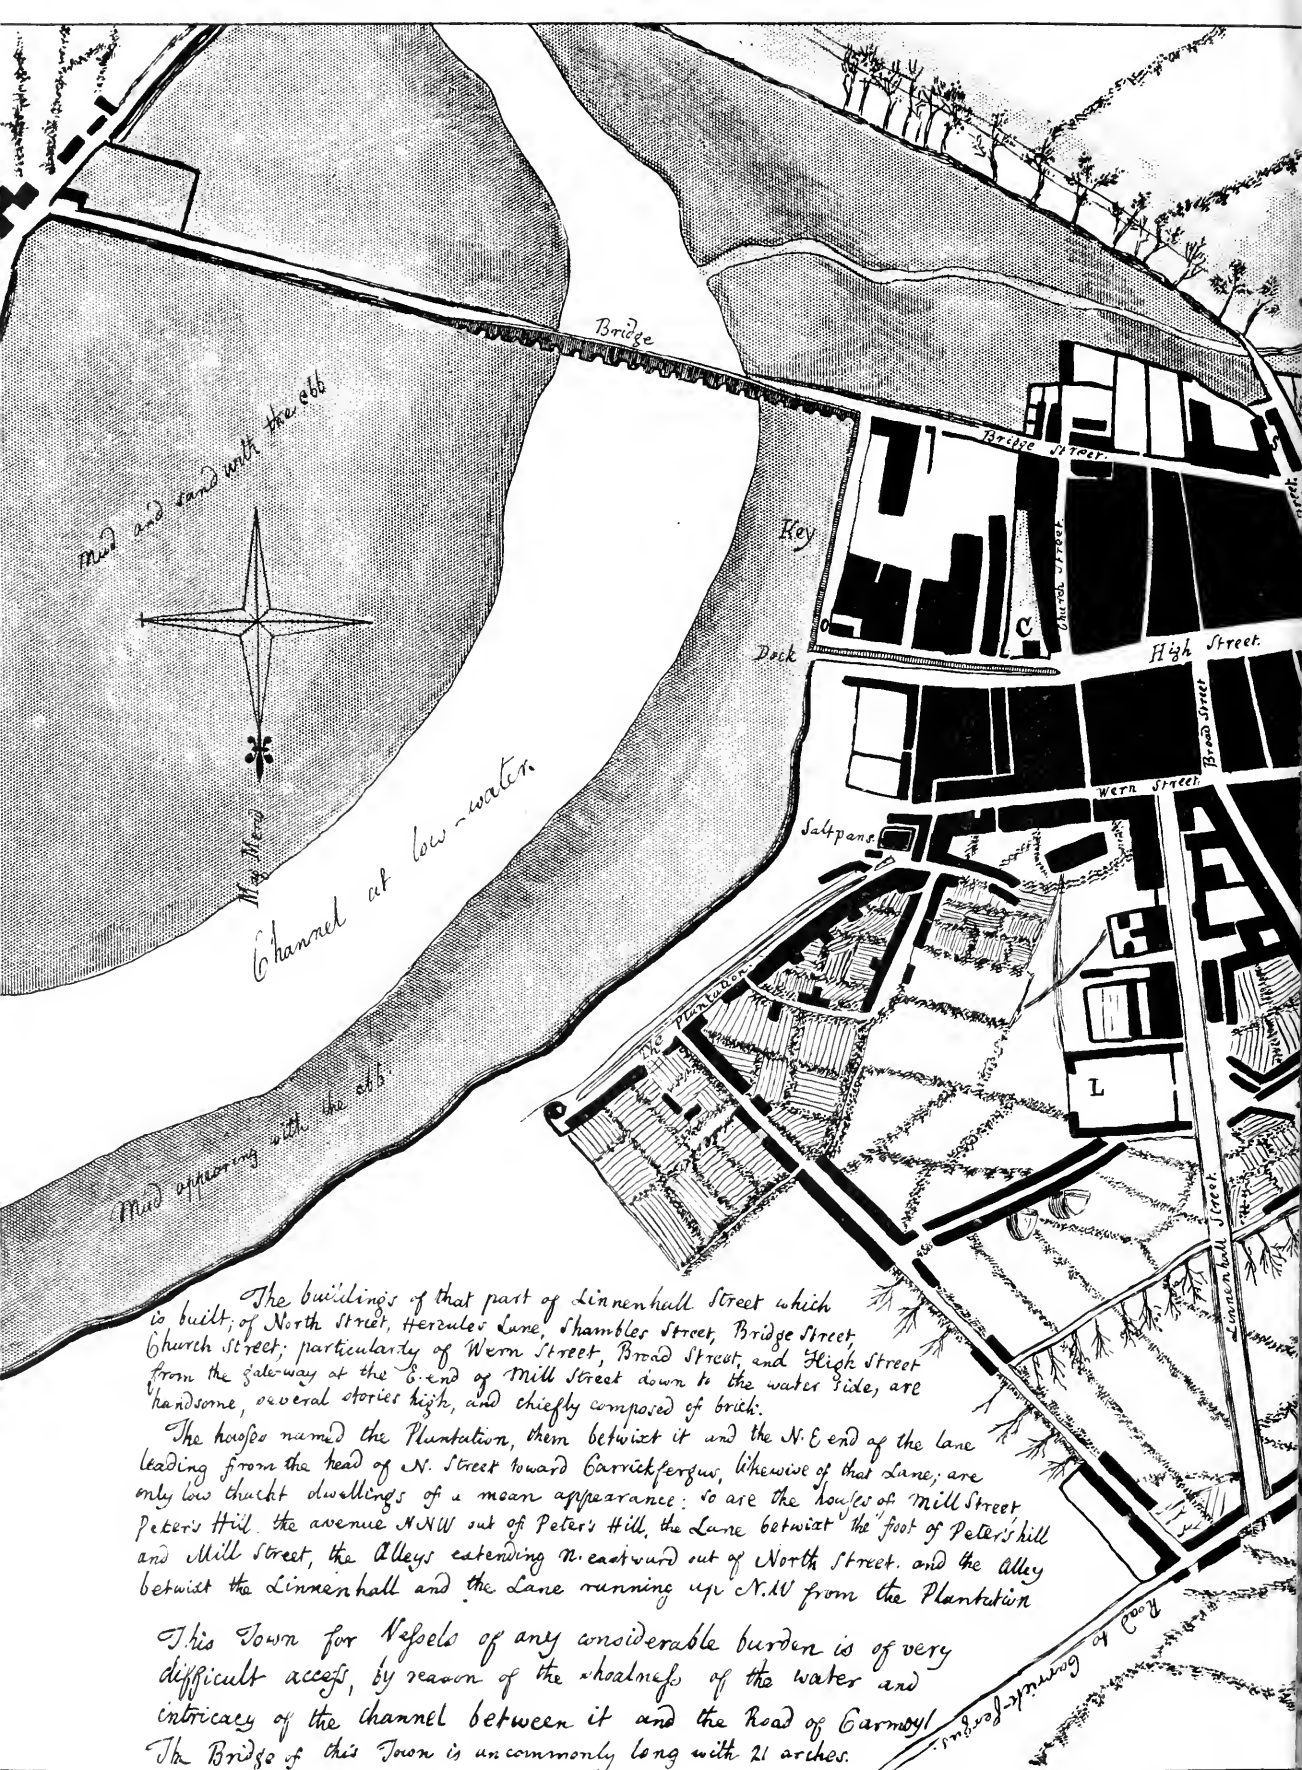 Bridge
Mud and sand with the ebb
Bridge Street.
S
Key
Church Street.
C
High Street.
Dock
Broad Street
Wern Street.
Saltpans.
Mag Merid
Channel at low-water.
The Plantation.
L
Mud appearing with the ebb.
Linnenhall Street.
The buildings of that part of Linnenhall Street which
is built; of North Street, Hercules Lane, Shambles Street, Bridge Street,
Church Street; particularly of Wern Street, Broad Street, and High Street
from the gate-way at the E. end of Mill Street down to the water side, are
handsome, several stories high, and chiefly composed of brick.
The houses named the Plantation, them betwixt it and the N.E end of the lane
leading from the head of N. Street toward Carrickfergus, likewise of that Lane; are
only low thackt dwellings of a mean appearance: so are the houses of Mill Street,
Peter's Hill. the avenue NNW out of Peter's Hill, the Lane betwixt the foot of Peter's hill
and Mill Street, the Alleys extending N. eastward out of North Street. and the Alley
betwixt the Linnenhall and the Lane running up N.W from the Plantation
This Town for Vessels of any considerable burden is of very
difficult access, by reason of the shoalness of the water and
intricacy of the channel between it and the Road of Garmoyl
The Bridge of this Town is uncommonly long with 21 arches.
Road to Carrickfergus.